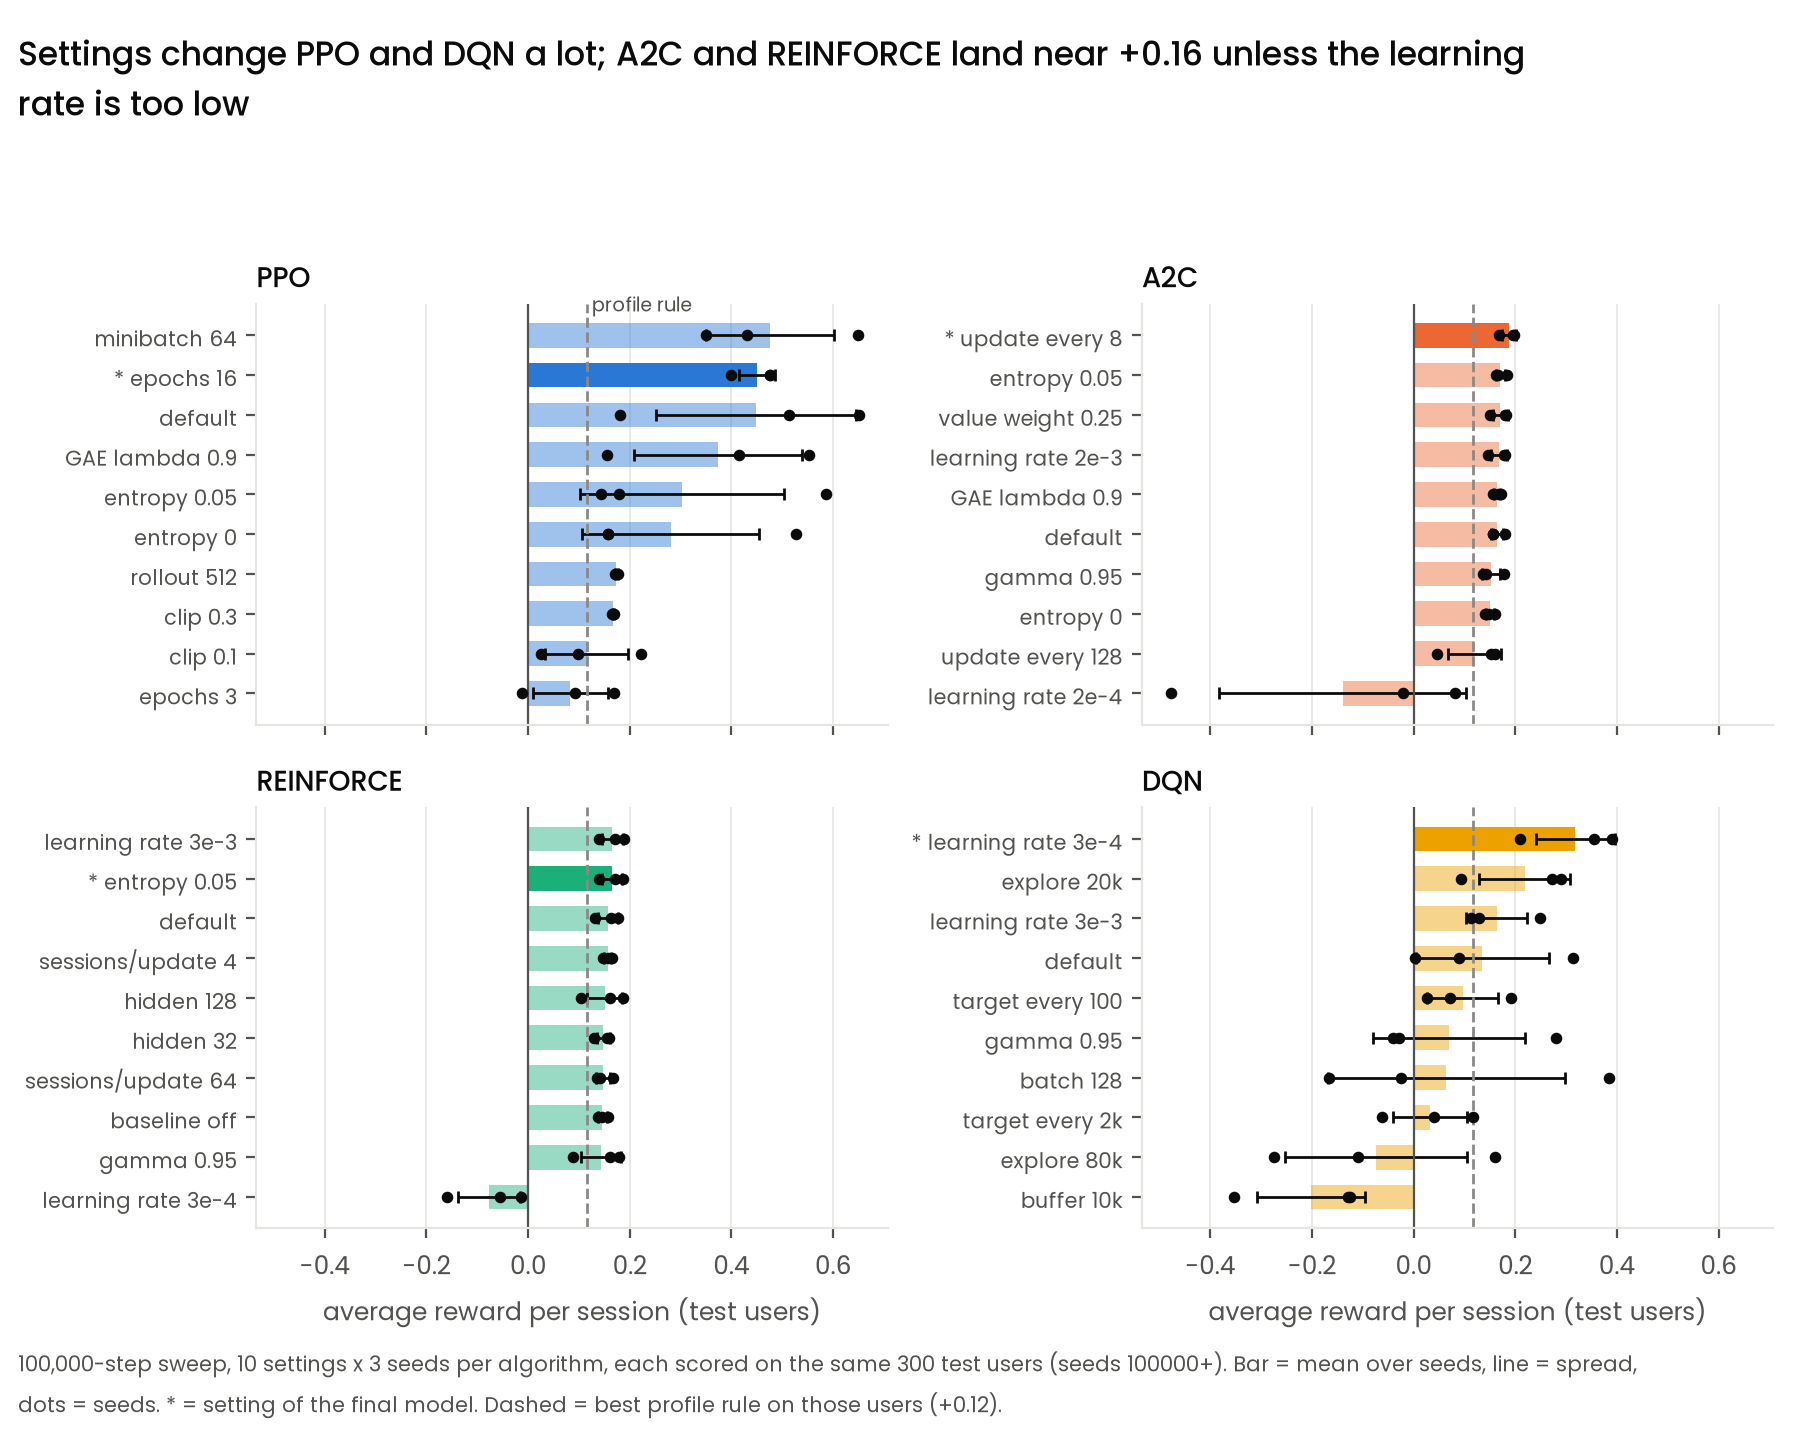 Settings change PPO and DQN a lot; A2C and REINFORCE land near +0.16 unless the learning
rate is too low
PPO
profile rule
minibatch 64
* epochs 16
default
GAE lambda 0.9
entropy 0.05
entropy 0
rollout 512
clip 0.3
clip 0.1
epochs 3
A2C
* update every 8
entropy 0.05
value weight 0.25
learning rate 2e-3
GAE lambda 0.9
default
gamma 0.95
entropy 0
update every 128
learning rate 2e-4
REINFORCE
learning rate 3e-3
* entropy 0.05
default
sessions/update 4
hidden 128
hidden 32
sessions/update 64
baseline off
gamma 0.95
learning rate 3e-4
−0.4 −0.2 0.0 0.2 0.4 0.6
average reward per session (test users)
DQN
* learning rate 3e-4
explore 20k
learning rate 3e-3
default
target every 100
gamma 0.95
batch 128
target every 2k
explore 80k
buffer 10k
−0.4 −0.2 0.0 0.2 0.4 0.6
average reward per session (test users)
100,000-step sweep, 10 settings x 3 seeds per algorithm, each scored on the same 300 test users (seeds 100000+). Bar = mean over seeds, line = spread,
dots = seeds. * = setting of the final model. Dashed = best profile rule on those users (+0.12).